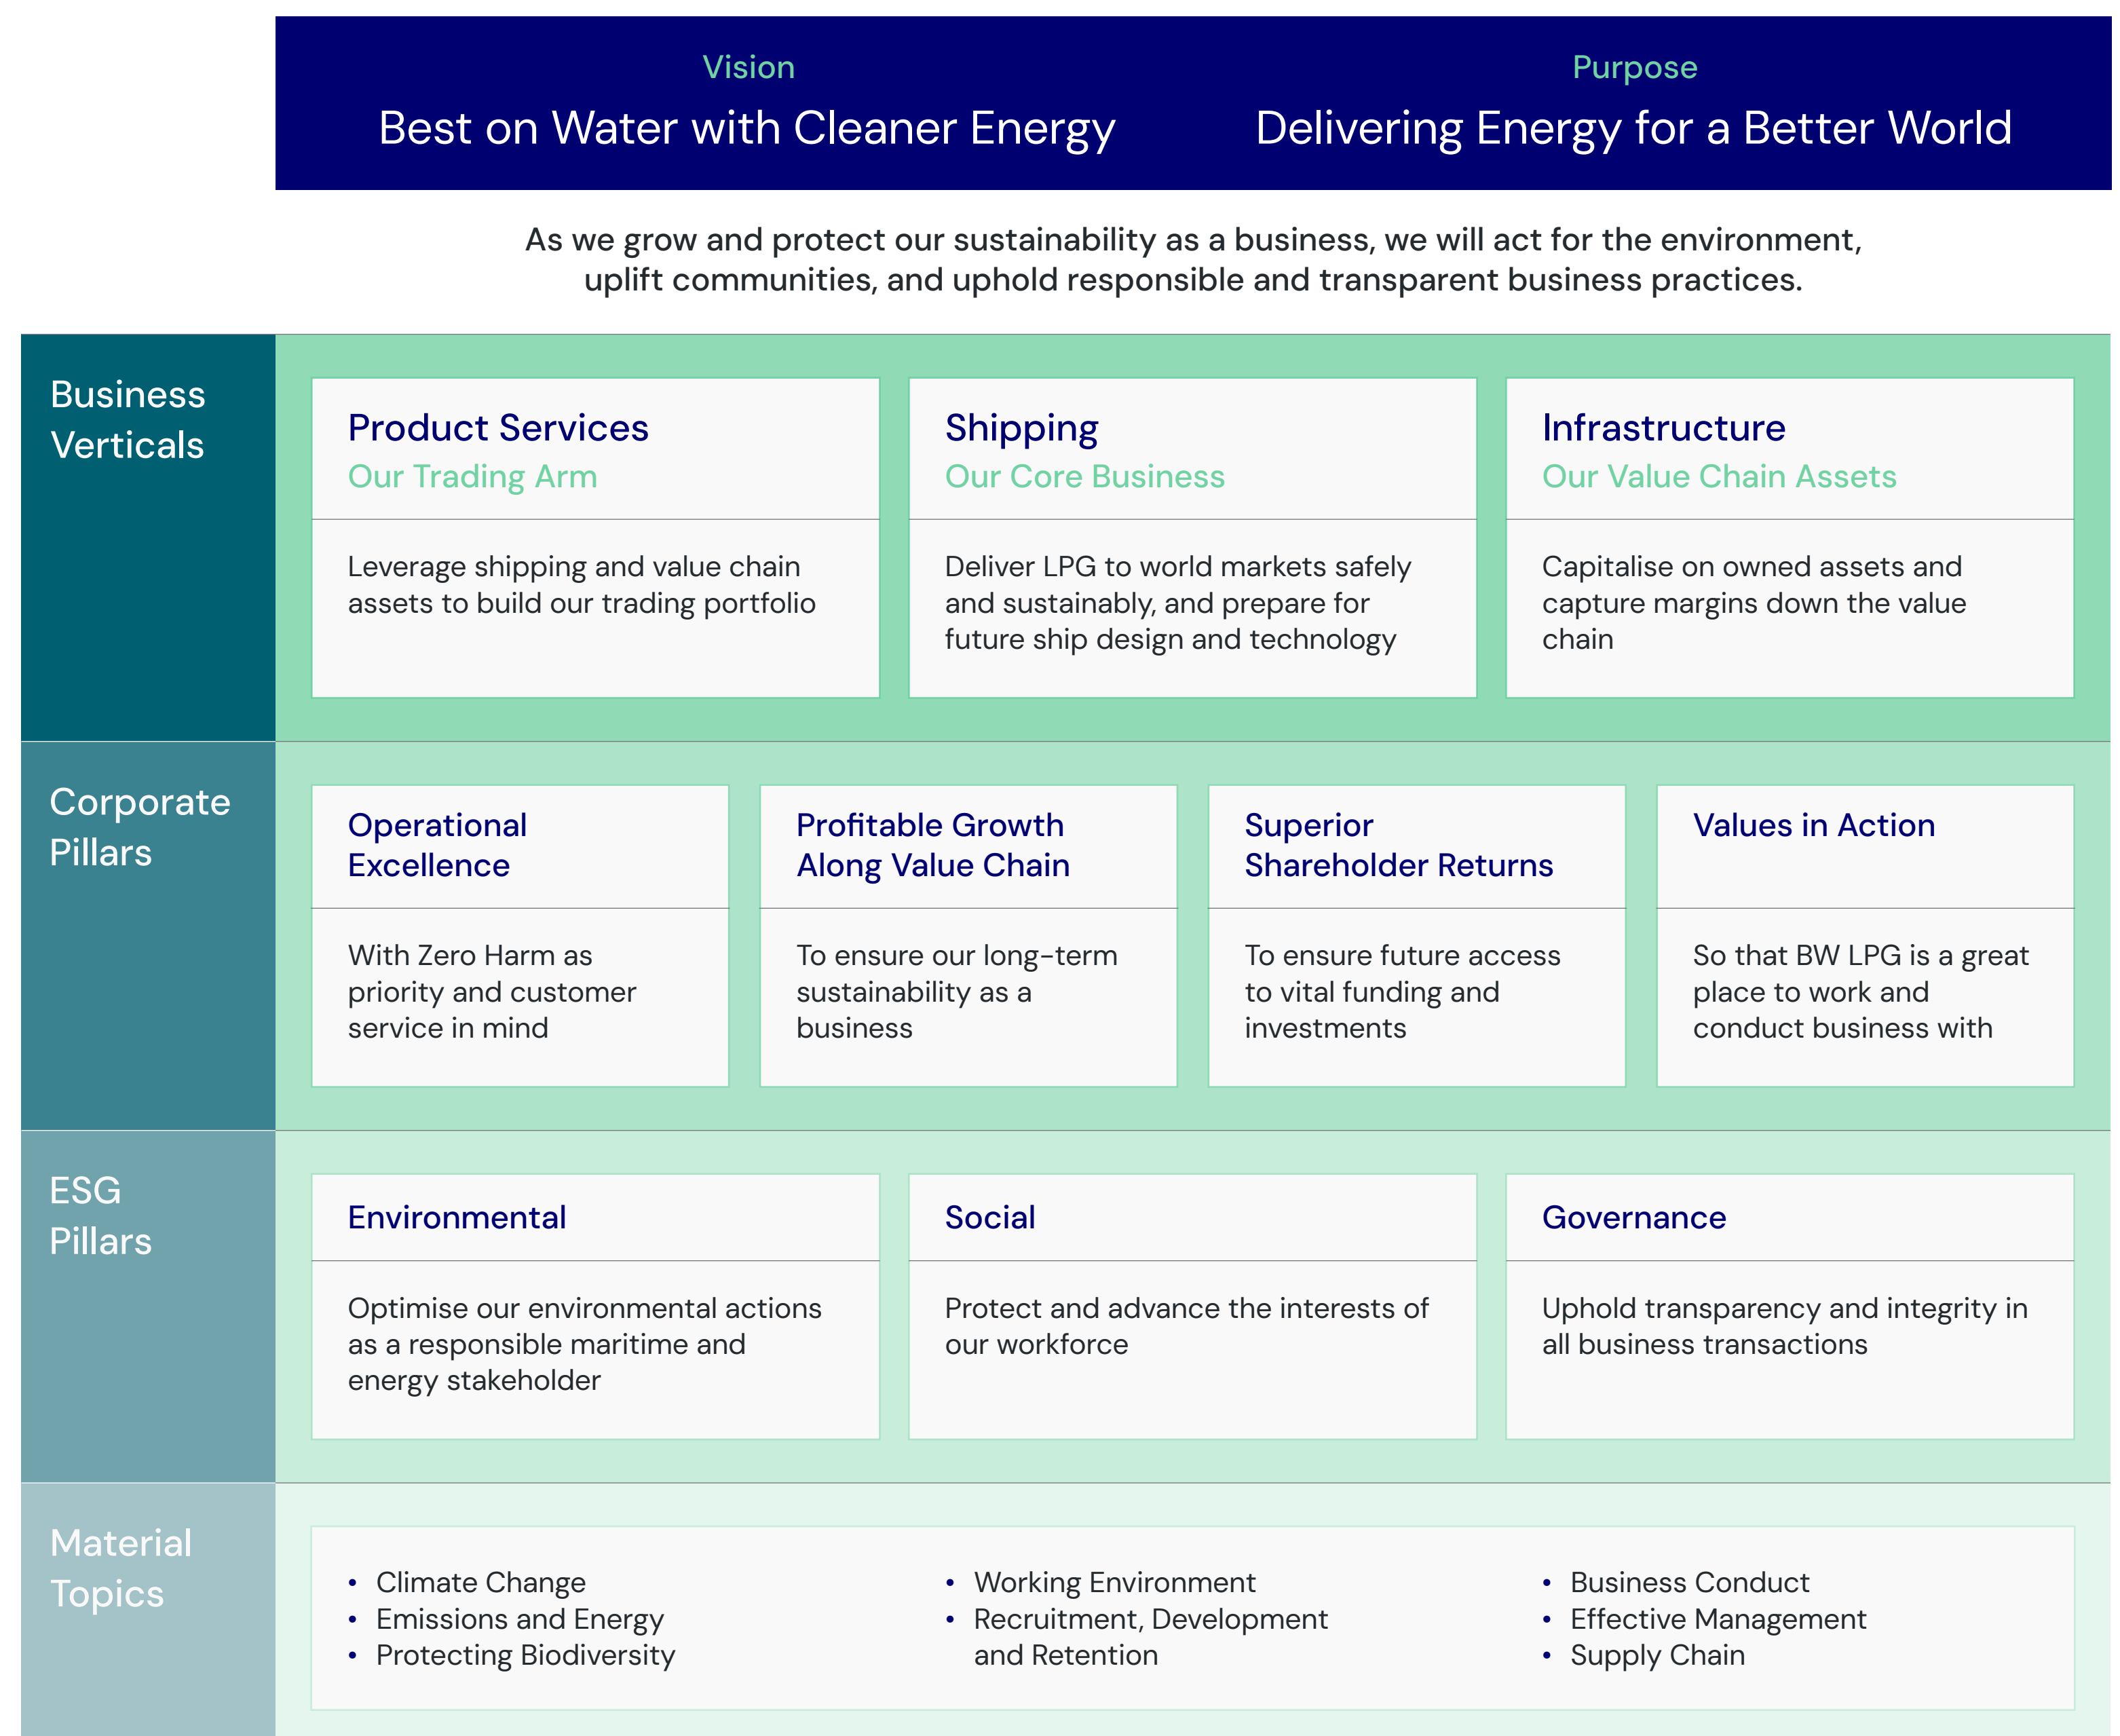 Vision
Best on Water with Cleaner Energy
Purpose
Delivering Energy for a Better World
As we grow and protect our sustainability as a business, we will act for the environment,
uplift communities, and uphold responsible and transparent business practices.
Business
Verticals
Product Services
Our Trading Arm
Leverage shipping and value chain
assets to build our trading portfolio
Shipping
Our Core Business
Deliver LPG to world markets safely
and sustainably, and prepare for
future ship design and technology
Infrastructure
Our Value Chain Assets
Capitalise on owned assets and
capture margins down the value
chain
Corporate
Pillars
Operational
Excellence
With Zero Harm as
priority and customer
service in mind
Profitable Growth
Along Value Chain
To ensure our long-term
sustainability as a
business
Superior
Shareholder Returns
To ensure future access
to vital funding and
investments
Values in Action
So that BW LPG is a great
place to work and
conduct business with
ESG
Pillars
Environmental
Optimise our environmental actions
as a responsible maritime and
energy stakeholder
Social
Protect and advance the interests of
our workforce
Governance
Uphold transparency and integrity in
all business transactions
Material
Topics
• Climate Change
• Emissions and Energy
• Protecting Biodiversity
• Working Environment
• Recruitment, Development
and Retention
• Business Conduct
• Effective Management
• Supply Chain